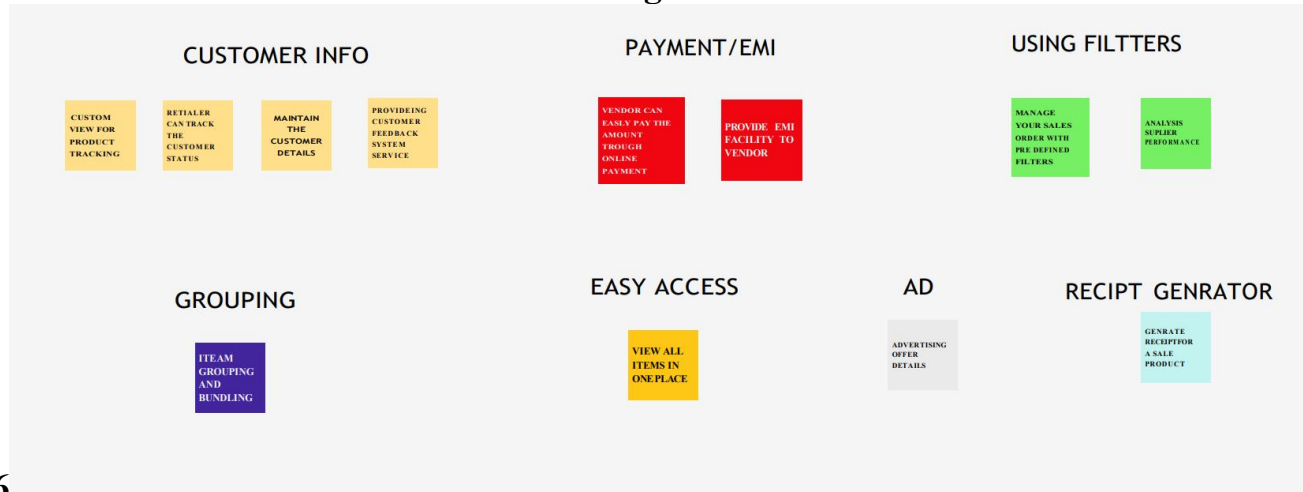 CUSTOMER INFO
CUSTOM
VIEW FOR
PRODUCT
TRACKING
RETIALER
CAN TRACK
THE
CUSTOMER
STATUS
MAINTAIN
THE
CUSTOMER
DETAILS
PROVIDEING
CUSTOMER
FEEDBACK
SYSTEM
SERVICE
PAYMENT/EMI
VENDOR CAN
EASLY PAY THE
AMOUNT
TROUGH
ONLINE
PAYMENT
PROVIDE EMI
FACILITY TO
VENDOR
USING FILTTERS
MANAGE
YOUR SALES
ORDER WITH
PRE DEFINED
FILTERS
ANALYSIS
SUPLIER
PERFORMANCE
GROUPING
ITEAM
GROUPING
AND
BUNDLING
EASY ACCESS
VIEW ALL
ITEMS IN
ONE PLACE
AD
ADVERTISING
OFFER
DETAILS
RECIPT GENRATOR
GENRATE
RECEIPTFOR
A SALE
PRODUCT